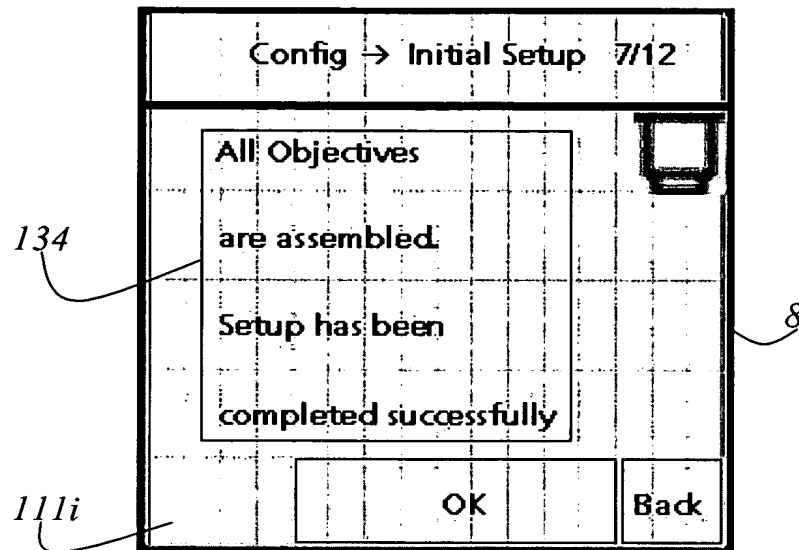 Config → Initial Setup 7/12
All Objectives
are assembled.
134
Setup has been
8
completed successfully
OK
Back
111i